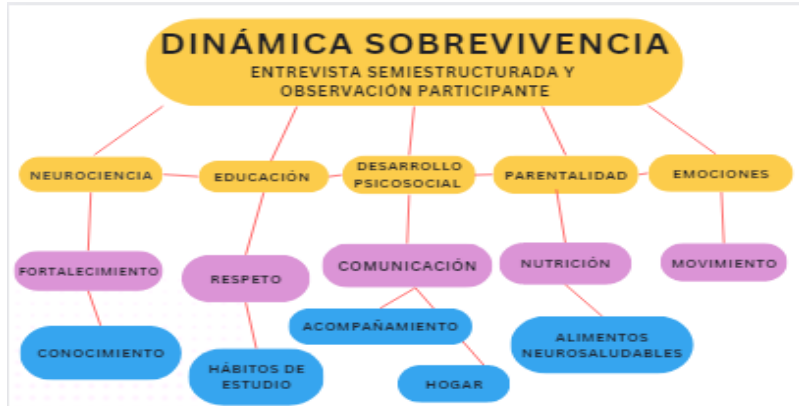 DINÁMICA SOBREVIVENCIA
ENTREVISTA SEMIESTRUCTURADA Y
OBSERVACIÓN PARTICIPANTE
NEUROCIENCIA
EDUCACIÓN
DESARROLLO
PSICOSOCIAL
PARENTALIDAD
EMOCIONES
FORTALECIMIENTO
RESPETO
COMUNICACIÓN
NUTRICIÓN
MOVIMIENTO
CONOCIMIENTO
HÁBITOS DE
ESTUDIO
ACOMPAÑAMIENTO
HOGAR
ALIMENTOS
NEUROSALUDABLES